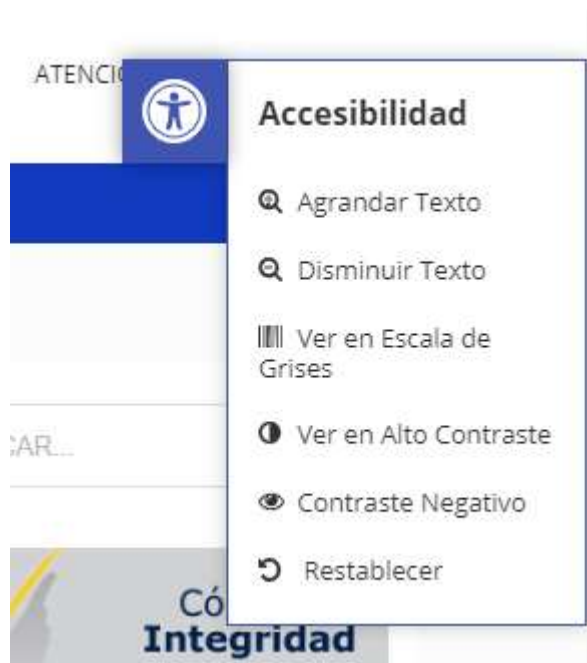 ATENCI
Accesibilidad
Agrandar Texto
Disminuir Texto
Ver en Escala de
Grises
Ver en Alto Contraste
CAR...
Contraste Negativo
Restablecer
Có
Integridad